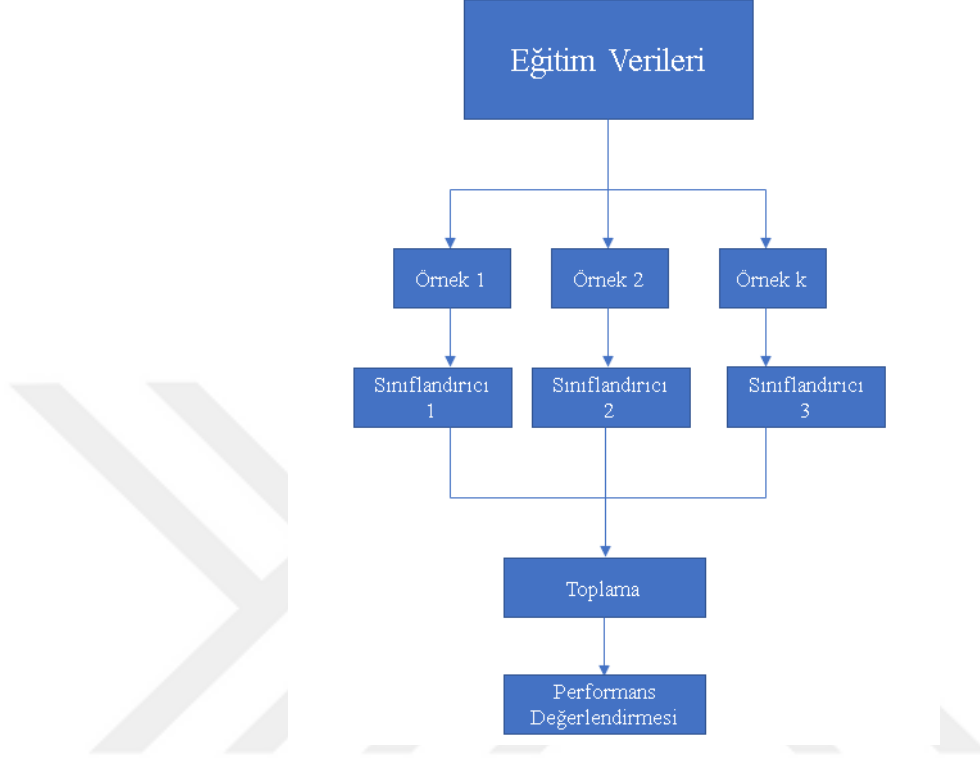 Eğitim Verileri
Örnek 1
Örnek 2
Örnek k
Sınıflandırıcı
1
Sınıflandırıcı
2
Sınıflandırıcı
3
Toplama
Performans
Değerlendirmesi